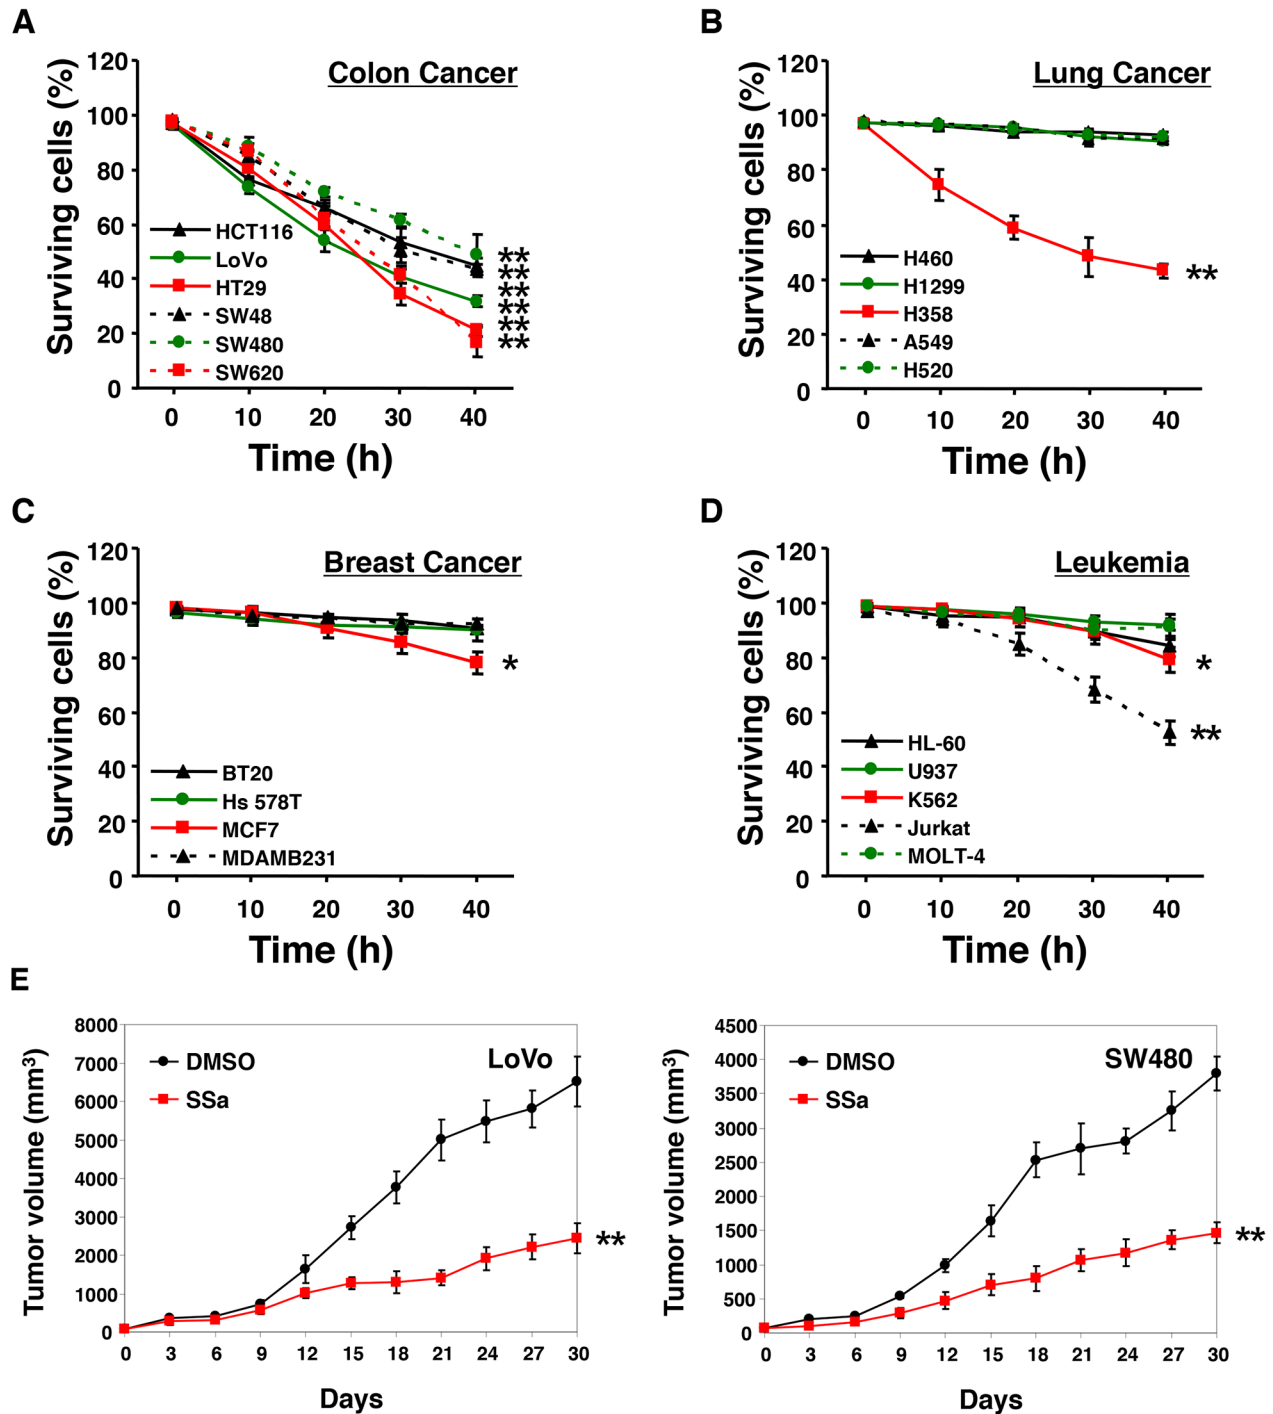 A
Colon Cancer
Surviving cells (%)
120
100
80
60
40
20
0
HCT116
LoVo
HT29
SW48
SW480
SW620
**
**
**
**
**
**
0 10 20 30 40
Time (h)
B
Lung Cancer
Surviving cells (%)
120
100
80
60
40
20
0
H460
H1299
H358
A549
H520
**
0 10 20 30 40
Time (h)
C
Breast Cancer
Surviving cells (%)
120
100
80
60
40
20
0
BT20
Hs 578T
MCF7
MDAMB231
*
0 10 20 30 40
Time (h)
D
Leukemia
Surviving cells (%)
120
100
80
60
40
20
0
HL-60
U937
K562
Jurkat
MOLT-4
*
**
0 10 20 30 40
Time (h)
E
LoVo
Tumor volume (mm³)
8000
7000
6000
5000
4000
3000
2000
1000
0
DMSO
SSa
**
0 3 6 9 12 15 18 21 24 27 30
Days
SW480
Tumor volume (mm³)
4500
4000
3500
3000
2500
2000
1500
1000
500
0
DMSO
SSa
**
0 3 6 9 12 15 18 21 24 27 30
Days